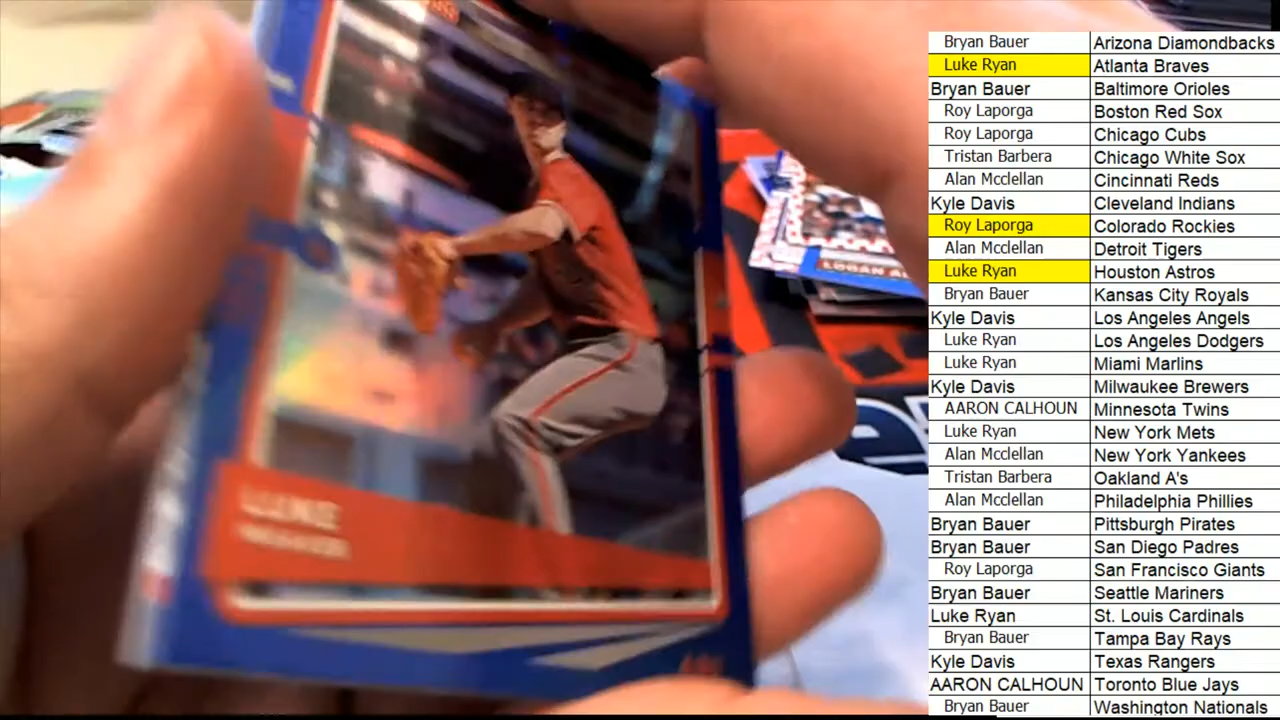 Bryan Bauer Arizona Diamondbacks
Luke Ryan Atlanta Braves
Bryan Bauer Baltimore Orioles
Roy Laporga Boston Red Sox
Roy Laporga Chicago Cubs
Tristan Barbera Chicago White Sox
Alan Mcclellan Cincinnati Reds
Kyle Davis Cleveland Indians
Roy Laporga Colorado Rockies
Alan Mcclellan Detroit Tigers
Luke Ryan Houston Astros
Bryan Bauer Kansas City Royals
Kyle Davis Los Angeles Angels
Luke Ryan Los Angeles Dodgers
Luke Ryan Miami Marlins
Kyle Davis Milwaukee Brewers
AARON CALHOUN Minnesota Twins
Luke Ryan New York Mets
Alan Mcclellan New York Yankees
Tristan Barbera Oakland A's
Alan Mcclellan Philadelphia Phillies
Bryan Bauer Pittsburgh Pirates
Bryan Bauer San Diego Padres
Roy Laporga San Francisco Giants
Bryan Bauer Seattle Mariners
Luke Ryan St. Louis Cardinals
Bryan Bauer Tampa Bay Rays
Kyle Davis Texas Rangers
AARON CALHOUN Toronto Blue Jays
Bryan Bauer Washington Nationals
LOGAN
LUKE